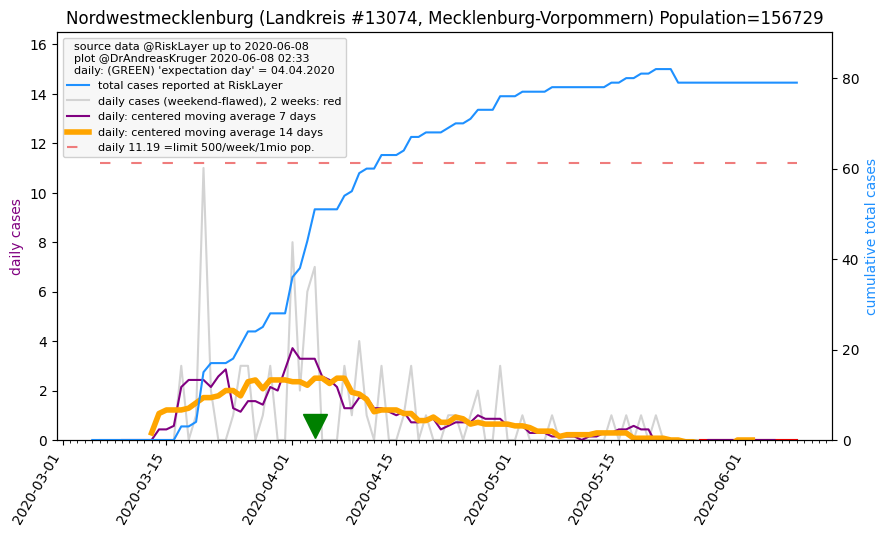 Nordwestmecklenburg (Landkreis #13074, Mecklenburg-Vorpommern) Population=156729
source data @RiskLayer up to 2020-06-08
plot @DrAndreasKruger 2020-06-08 02:33
daily: (GREEN) 'expectation day' = 04.04.2020
total cases reported at RiskLayer
daily cases (weekend-flawed), 2 weeks: red
daily: centered moving average 7 days
daily: centered moving average 14 days
daily 11.19 =limit 500/week/1mio pop.
daily cases
16
14
12
10
8
6
4
2
0
cumulative total cases
80
60
40
20
0
2020-03-01
2020-03-15
2020-04-01
2020-04-15
2020-05-01
2020-05-15
2020-06-01